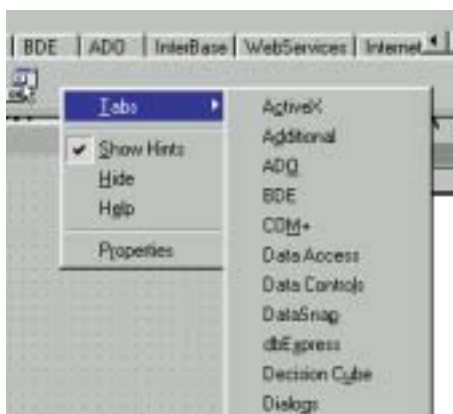 BDE ADO InterBase WebServices Internet
Tabs
Show Hints
Hide
Help
Properties
ActiveX
Additional
ADO
BDE
COM+
Data Access
Data Controls
DataSnap
dbExpress
Decision Cube
Dialogs